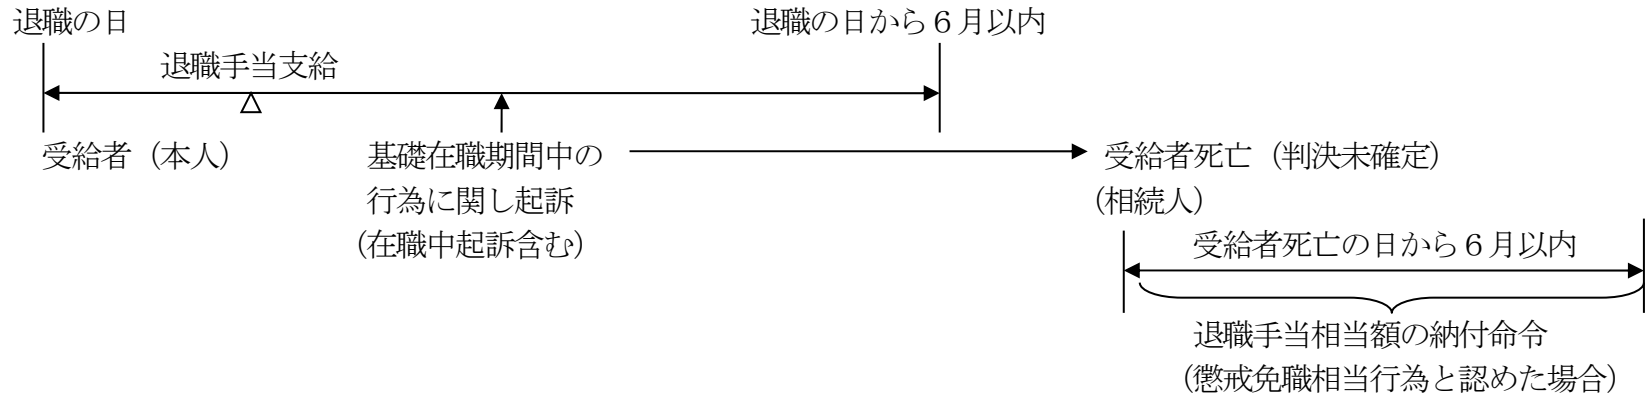 退職の日
退職の日から６月以内
退職手当支給
受給者（本人）
基礎在職期間中の
行為に関し起訴
（在職中起訴含む）
受給者死亡（判決未確定）
（相続人）
受給者死亡の日から６月以内
退職手当相当額の納付命令
（懲戒免職相当行為と認めた場合）